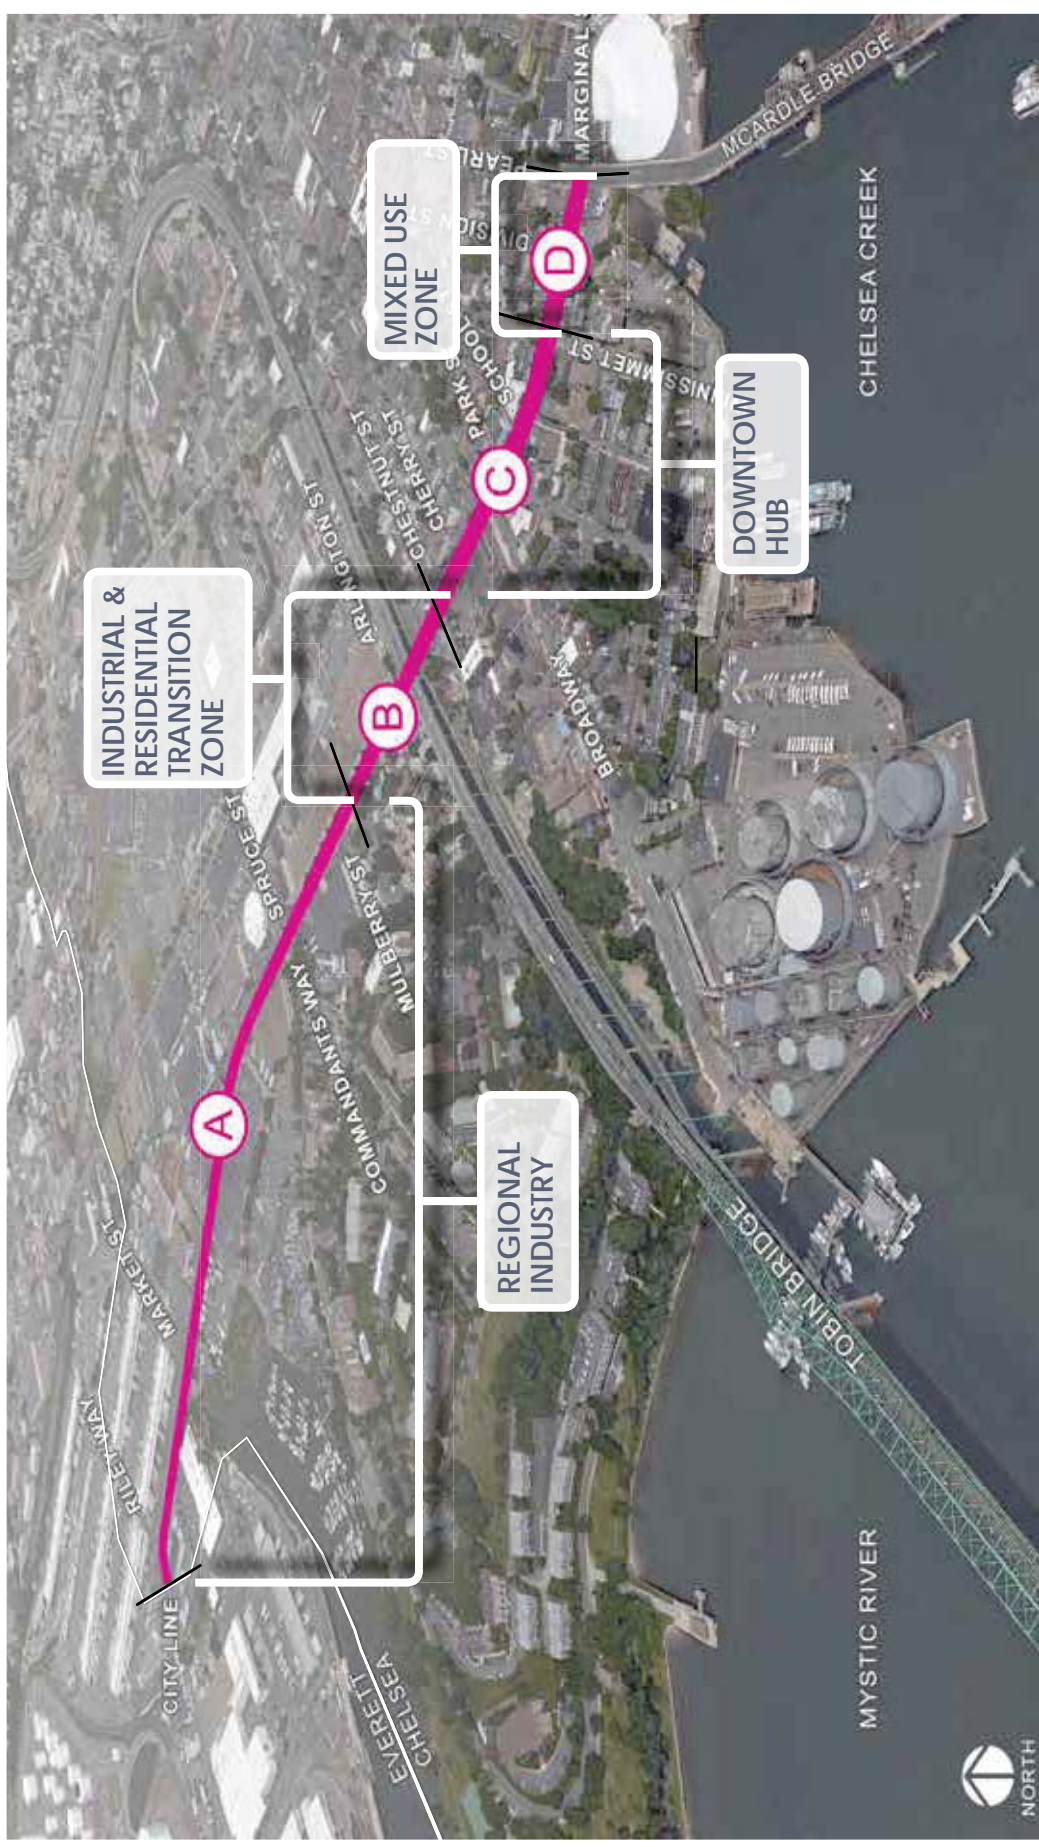 CITY LINE
EVERETT
CHELSEA
RILEY WAY
MARKET ST
A
COMMANDANTS WAY
SPRUCE ST
MULBERRY ST
REGIONAL
INDUSTRY
INDUSTRIAL &
RESIDENTIAL
TRANSITION
ZONE
B
ARLINGTON ST
CHESTNUT ST
CHERRY ST
BROADWAY
C
PARK
SCHOOL
DOWNTOWN
HUB
MIXED USE
ZONE
D
DIVISION ST
MARGINAL
MCARDLE BRIDGE
CHELSEA CREEK
TOBIN BRIDGE
MYSTIC RIVER
NORTH